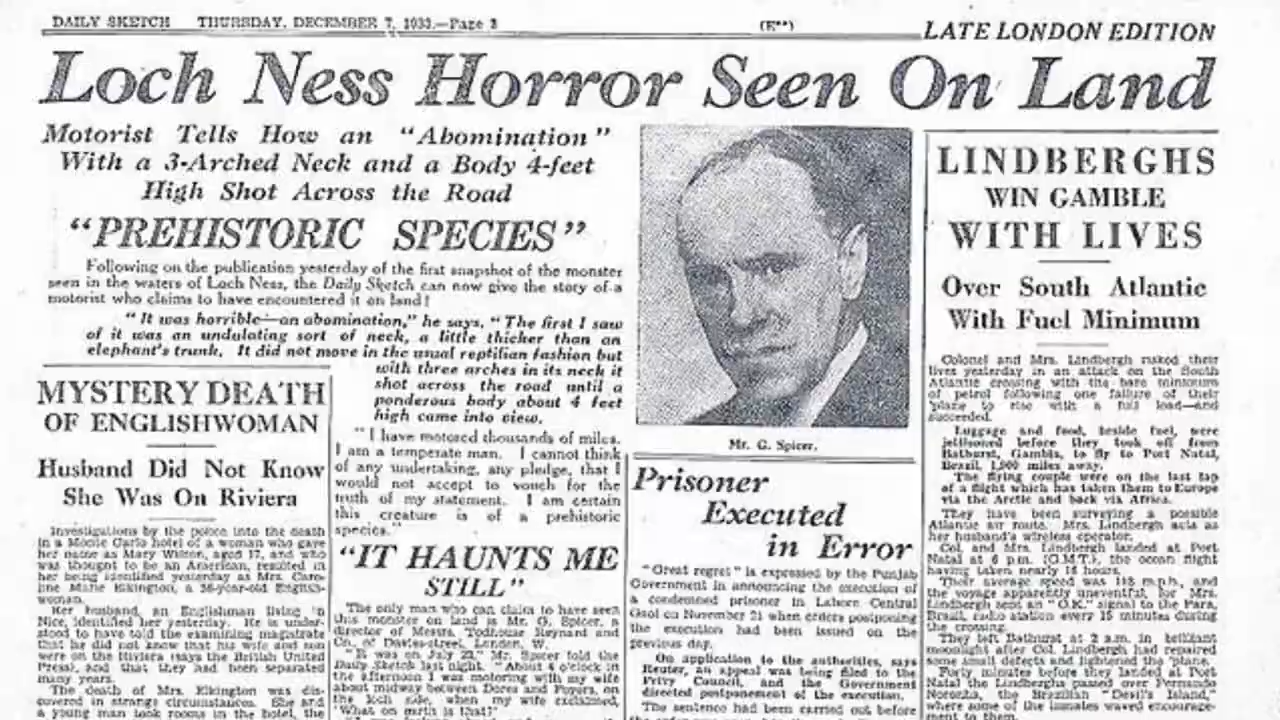 DAILY SKETCH THURSDAY, DECEMBER 7, 1933.—Page 2
(E**)
LATE LONDON EDITION
Loch Ness Horror Seen On Land
Motorist Tells How an "Abomination"
With a 3-Arched Neck and a Body 4-feet
High Shot Across the Road
"PREHISTORIC SPECIES"
Following on the publication yesterday of the first snapshot of the monster
seen in the waters of Loch Ness, the Daily Sketch can now give the story of a
motorist who claims to have encountered it on land!
"It was horrible—an abomination," he says. "The first I saw
of it was an undulating sort of neck, a little thicker than an
elephant's trunk. It did not move in the usual reptilian fashion but
with three arches in its neck it
shot across the road until a
ponderous body about 4 feet
high came into view.
"I have motored thousands of miles.
I am a temperate man. I cannot think
of any undertaking, any pledge, that I
would not accept to vouch for the
truth of my statement. I am certain
this creature is of a prehistoric
species."
"IT HAUNTS ME
STILL"
The only man who can claim to have seen
this monster on land is Mr. G. Spicer, a
director of Messrs. Todhouse Reynard and
Co., of Davies-street, London, W.
"It was on July 22," Mr. Spicer told the
Daily Sketch last night. "About 4 o'clock in
the afternoon I was motoring with my wife
about midway between Dores and Foyers, on
the loch side, when my wife exclaimed,
'What on earth is that?'
MYSTERY DEATH
OF ENGLISHWOMAN
Husband Did Not Know
She Was On Riviera
Investigations by the police into the death
in a Monte Carlo hotel of a woman who gave
her name as Mary Wilson, aged 17, and who
was thought to be an American, resulted in
her being identified yesterday as Mrs. Caro-
line Marie Elkington, a 36-year-old English-
woman.
Her husband, an Englishman living in
Nice, identified her yesterday. He is under-
stood to have told the examining magistrate
that he did not know that his wife and son
were on the Riviera (says the British United
Press), and that they had been separated
many years.
The death of Mrs. Elkington was dis-
covered in strange circumstances. She and
a young man took rooms in the hotel, the
Mr. G. Spicer.
Prisoner
Executed
in Error
"Great regret" is expressed by the Punjab
Government in announcing the execution of
a condemned prisoner in Lahore Central
Gaol on November 21 when orders postponing
the execution had been issued on the
previous day.
On application to the authorities, says
Reuter, an appeal was being filed to the
Privy Council, and the Government
directed postponement of the execution.
The sentence had been carried out before
LINDBERGHS
WIN GAMBLE
WITH LIVES
Over South Atlantic
With Fuel Minimum
Colonel and Mrs. Lindbergh risked their
lives yesterday in an attack on the South
Atlantic crossing with the bare minimum
of petrol following one failure of their
'plane to rise with a full load—and
succeeded.
Luggage and food, beside fuel, were
jettisoned before they took off from
Bathurst, Gambia, to fly to Port Natal,
Brazil, 1,900 miles away.
The flying couple were on the last lap
of a flight which has taken them to Europe
via the Arctic and back via Africa.
They have been surveying a possible
Atlantic air route. Mrs. Lindbergh acts as
her husband's wireless operator.
Col. and Mrs. Lindbergh landed at Port
Natal at 6 p.m. (G.M.T.), the ocean flight
having taken nearly 16 hours.
Their average speed was m.p.h., and
the voyage apparently uneventful, for Mrs.
Lindbergh sent an "O.K." signal to the Para,
Brazil, radio station every 15 minutes during
the crossing.
They left Bathurst at 2 a.m. in brilliant
moonlight after Col. Lindbergh had repaired
some small defects and lightened the 'plane.
Forty minutes before they landed at Port
Natal the Lindberghs passed over Fernando
Noronha, the Brazilian "Devil's Island,"
where some of the inmates waved encourage-
ment to them.